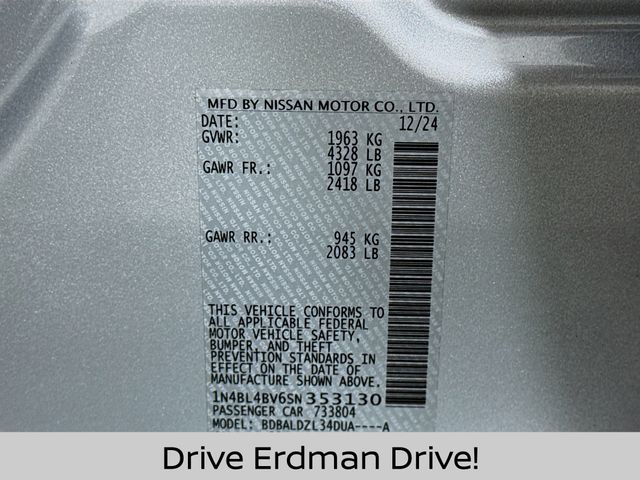 MFD BY NISSAN MOTOR CO., LTD.
DATE: 12/24
GVWR: 1963 KG
4328 LB
GAWR FR.: 1097 KG
2418 LB
GAWR RR.: 945 KG
2083 LB
THIS VEHICLE CONFORMS TO
ALL APPLICABLE FEDERAL
MOTOR VEHICLE SAFETY,
BUMPER, AND THEFT
PREVENTION STANDARDS IN
EFFECT ON THE DATE OF
MANUFACTURE SHOWN ABOVE.
1N4BL4BV6SN353130
PASSENGER CAR 733804
MODEL: BDBALDZL34DUA----A
Drive Erdman Drive!